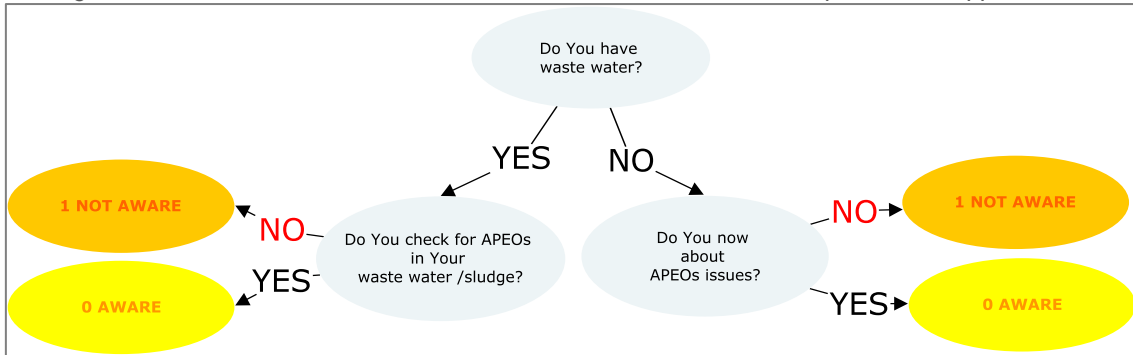 Do You have
waste water?
YES
NO
1 NOT AWARE
NO
Do You check for APEOs
in Your
waste water /sludge?
YES
0 AWARE
Do You now
about
APEOs issues?
NO
1 NOT AWARE
YES
0 AWARE